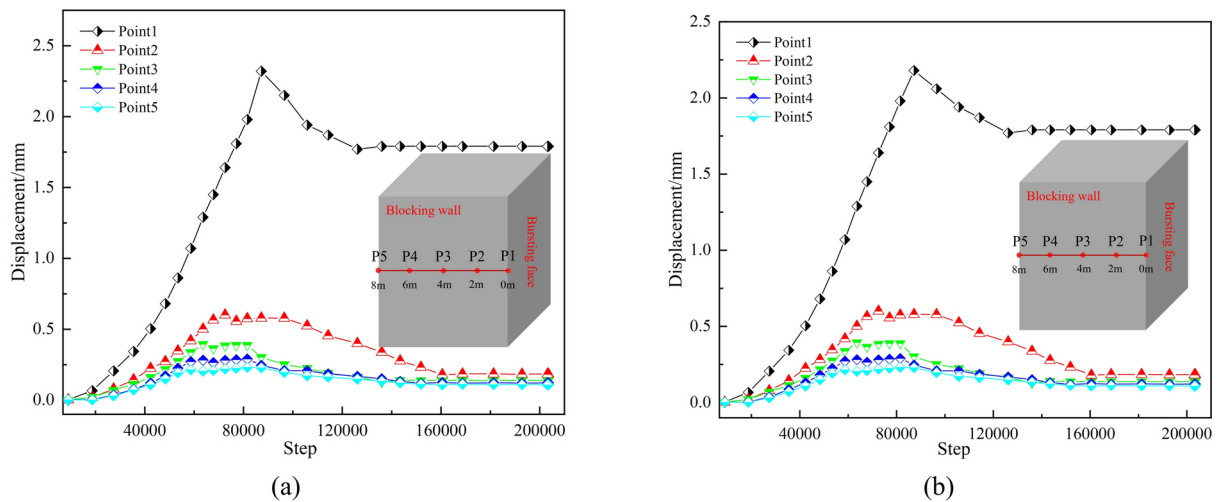 2.5
2.0
1.5
1.0
0.5
0.0
Displacement/mm
Point1
Point2
Point3
Point4
Point5
Blocking wall
Bursting face
P5 P4 P3 P2 P1
8m 6m 4m 2m 0m
40000 80000 120000 160000 200000
Step
(a)
2.5
2.0
1.5
1.0
0.5
0.0
Displacement/mm
Point1
Point2
Point3
Point4
Point5
Blocking wall
Bursting face
P5 P4 P3 P2 P1
8m 6m 4m 2m 0m
40000 80000 120000 160000 200000
Step
(b)